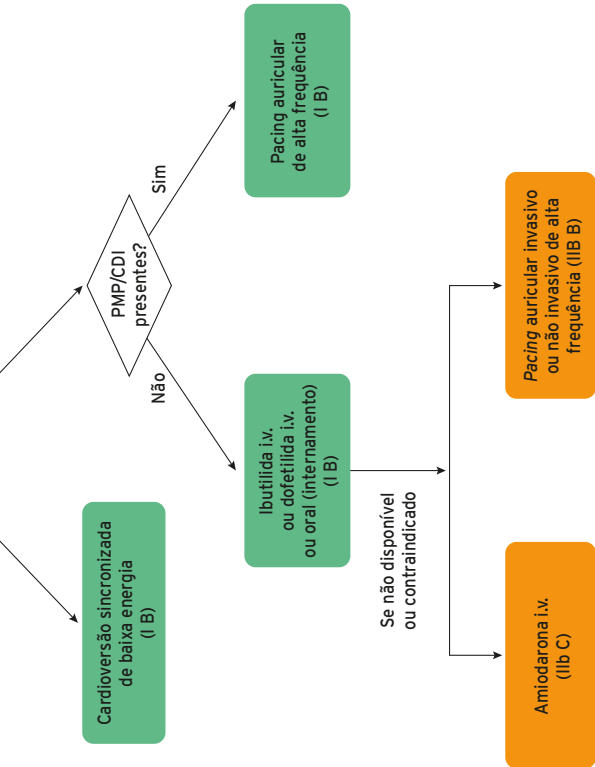 Cardioversão sincronizada
de baixa energia
(I B)
PMP/CDI
presentes?
Não
Sim
Ibutilida i.v.
ou dofetilida i.v.
ou oral (internamento)
(I B)
Pacing auricular
de alta frequência
(I B)
Se não disponível
ou contraindicado
Amiodarona i.v.
(IIb C)
Pacing auricular invasivo
ou não invasivo de alta
frequência (IIB B)